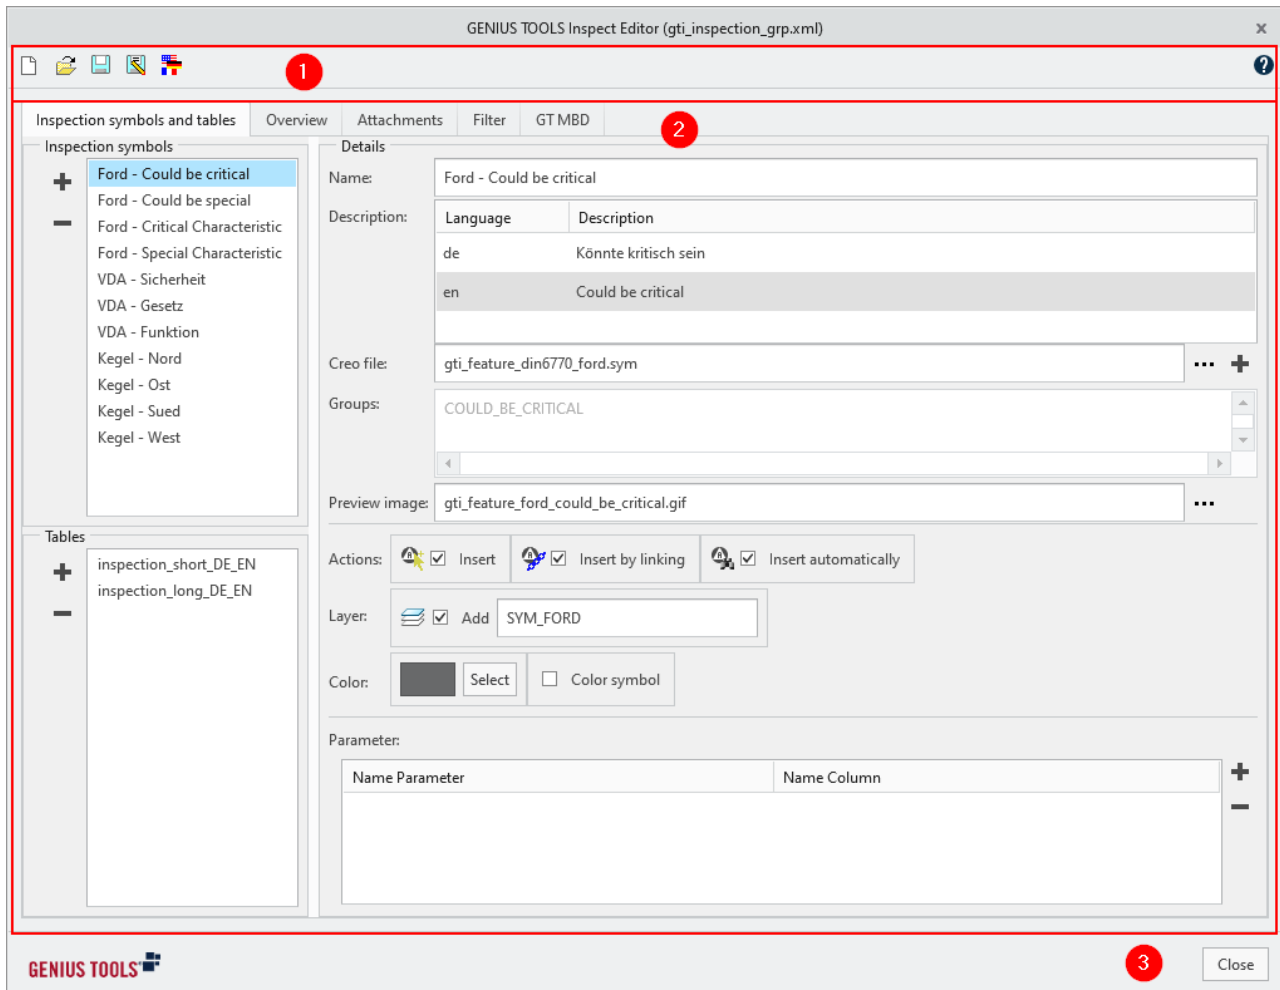 GENIUS TOOLS Inspect Editor (gti_inspection_grp.xml)
1
Inspection symbols and tables
Overview
Attachments
Filter
GT MBD
2
Inspection symbols
Ford - Could be critical
Ford - Could be special
Ford - Critical Characteristic
Ford - Special Characteristic
VDA - Sicherheit
VDA - Gesetz
VDA - Funktion
Kegel - Nord
Kegel - Ost
Kegel - Sued
Kegel - West
Tables
inspection_short_DE_EN
inspection_long_DE_EN
Details
Name: Ford - Could be critical
Description: Language Description
de Könnte kritisch sein
en Could be critical
Creo file: gti_feature_din6770_ford.sym
Groups: COULD_BE_CRITICAL
Preview image: gti_feature_ford_could_be_critical.gif
Actions: Insert Insert by linking Insert automatically
Layer: Add SYM_FORD
Color: Select Color symbol
Parameter:
Name Parameter Name Column
GENIUS TOOLS
3
Close